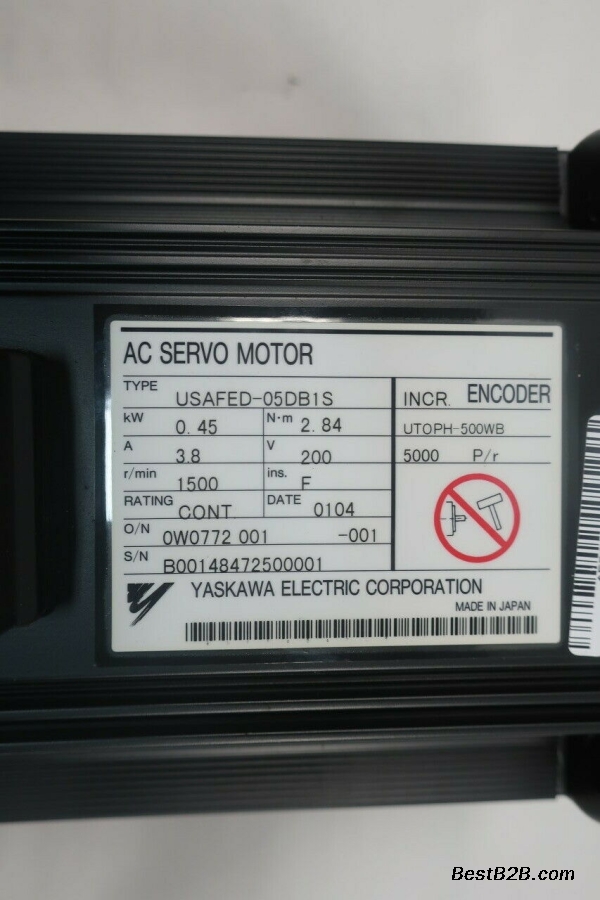 AC SERVO MOTOR
TYPE USAFED-05DB1S
kW 0.45 N·m 2.84
A 3.8 V 200
r/min 1500 ins. F
RATING CONT. DATE 0104
O/N 0W0772 001 -001
S/N B00148472500001
INCR. ENCODER
UTOPH-500WB
5000 P/r
YASKAWA ELECTRIC CORPORATION
MADE IN JAPAN
BestB2B.com